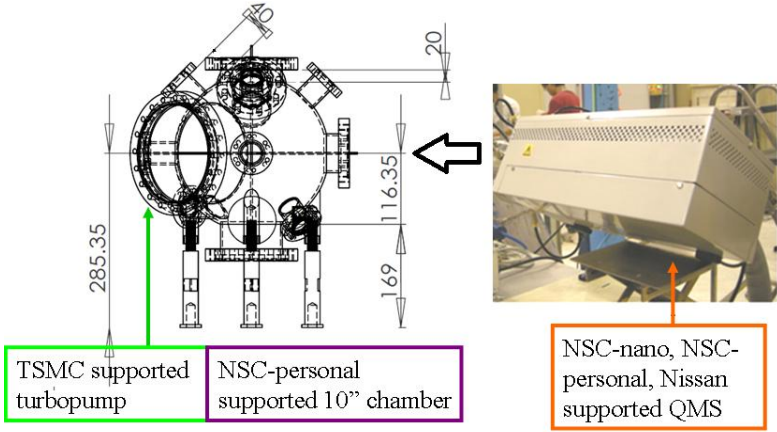 40
20
116.35
285.35
169
TSMC supported
turbopump
NSC-personal
supported 10” chamber
NSC-nano, NSC-
personal, Nissan
supported QMS